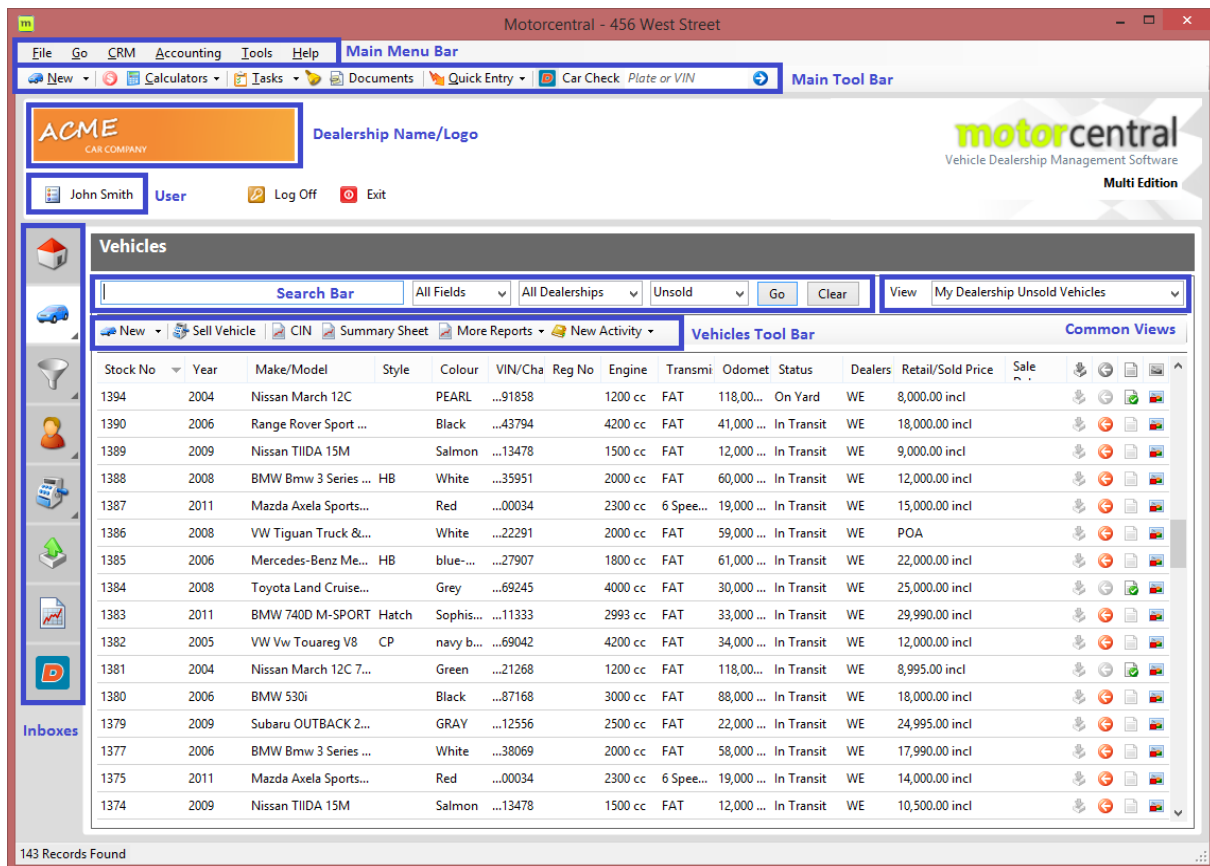 m Motorcentral - 456 West Street
File Go CRM Accounting Tools Help Main Menu Bar
New $ Calculators Tasks Documents Quick Entry D Car Check Plate or VIN Main Tool Bar
ACME
CAR COMPANY
Dealership Name/Logo
motorcentral
Vehicle Dealership Management Software
Multi Edition
John Smith User Log Off Exit
Vehicles
Search Bar All Fields All Dealerships Unsold Go Clear View My Dealership Unsold Vehicles
New Sell Vehicle CIN Summary Sheet More Reports New Activity Vehicles Tool Bar Common Views
Stock No Year Make/Model Style Colour VIN/Cha Reg No Engine Transmi Odomet Status Dealers Retail/Sold Price Sale
1394 2004 Nissan March 12C PEARL ...91858 1200 cc FAT 118,00... On Yard WE 8,000.00 incl
1390 2006 Range Rover Sport ... Black ...43794 4200 cc FAT 41,000 ... In Transit WE 18,000.00 incl
1389 2009 Nissan TIIDA 15M Salmon ...13478 1500 cc FAT 12,000 ... In Transit WE 9,000.00 incl
1388 2008 BMW Bmw 3 Series ... HB White ...35951 2000 cc FAT 60,000 ... In Transit WE 12,000.00 incl
1387 2011 Mazda Axela Sports... Red ...00034 2300 cc 6 Spee... 19,000 ... In Transit WE 15,000.00 incl
1386 2008 VW Tiguan Truck &... White ...22291 2000 cc FAT 59,000 ... In Transit WE POA
1385 2006 Mercedes-Benz Me... HB blue-... ...27907 1800 cc FAT 61,000 ... In Transit WE 22,000.00 incl
1384 2008 Toyota Land Cruise... Grey ...69245 4000 cc FAT 30,000 ... In Transit WE 25,000.00 incl
1383 2011 BMW 740D M-SPORT Hatch Sophis... ...11333 2993 cc FAT 33,000 ... In Transit WE 29,990.00 incl
1382 2005 VW Vw Touareg V8 CP navy b... ...69042 4200 cc FAT 34,000 ... In Transit WE 12,000.00 incl
1381 2004 Nissan March 12C 7... Green ...21268 1200 cc FAT 118,00... In Transit WE 8,995.00 incl
1380 2006 BMW 530i Black ...87168 3000 cc FAT 88,000 ... In Transit WE 18,000.00 incl
1379 2009 Subaru OUTBACK 2... GRAY ...12556 2500 cc FAT 22,000 ... In Transit WE 24,995.00 incl
1377 2006 BMW Bmw 3 Series ... White ...38069 2000 cc FAT 58,000 ... In Transit WE 17,990.00 incl
1375 2011 Mazda Axela Sports... Red ...00034 2300 cc 6 Spee... 19,000 ... In Transit WE 14,000.00 incl
1374 2009 Nissan TIIDA 15M Salmon ...13478 1500 cc FAT 12,000 ... In Transit WE 10,500.00 incl
D
Inboxes
143 Records Found